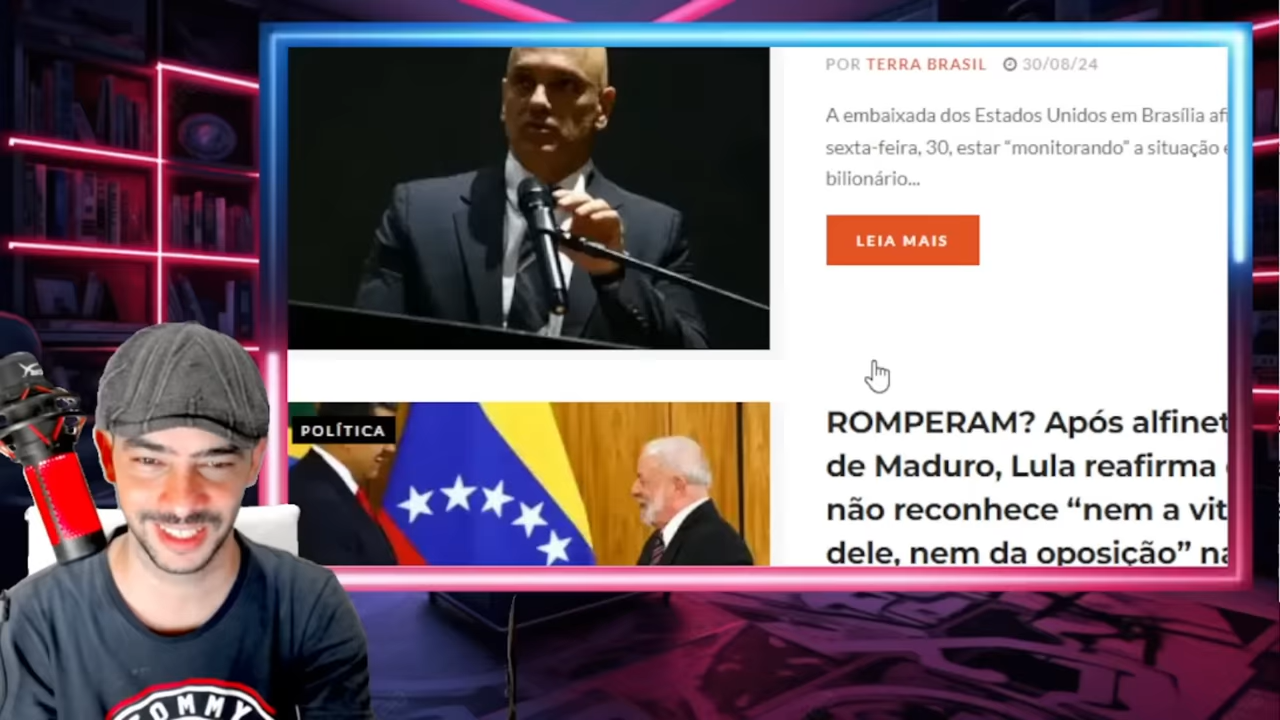 POR TERRA BRASIL 30/08/24
A embaixada dos Estados Unidos em Brasília af
sexta-feira, 30, estar “monitorando” a situação
bilionário...
LEIA MAIS
POLÍTICA
ROMPERAM? Após alfinet
de Maduro, Lula reafirma
não reconhece “nem a vit
dele, nem da oposição” na
TOMMY